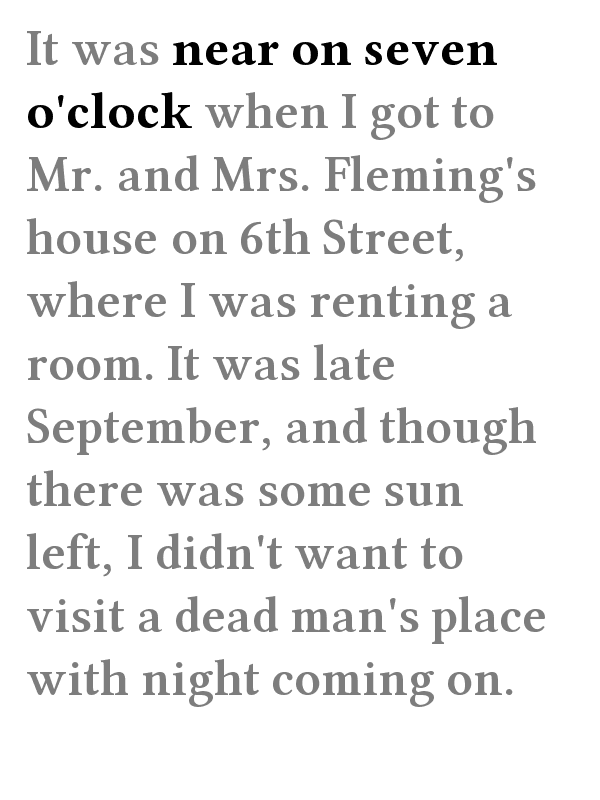 It was near on seven
o'clock when I got to
Mr. and Mrs. Fleming's
house on 6th Street,
where I was renting a
room. It was late
September, and though
there was some sun
left, I didn't want to
visit a dead man's place
with night coming on.